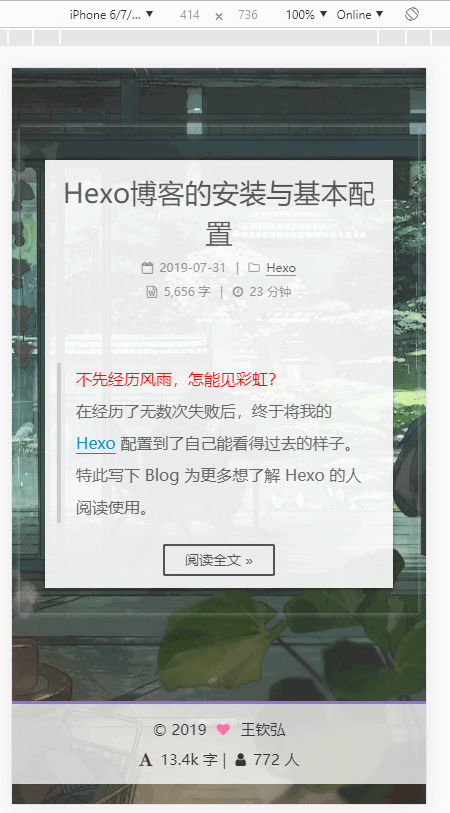 iPhone 6/7/... ▼ 414 × 736 100% ▼ Online ▼
Hexo博客的安装与基本配
置
2019-07-31 | Hexo
5,656 字 | 23 分钟
不先经历风雨，怎能见彩虹？
在经历了无数次失败后，终于将我的
Hexo 配置到了自己能看得过去的样子。
特此写下 Blog 为更多想了解 Hexo 的人
阅读使用。
阅读全文 »
© 2019 ♥ 王钦弘
A 13.4k 字 | 772 人